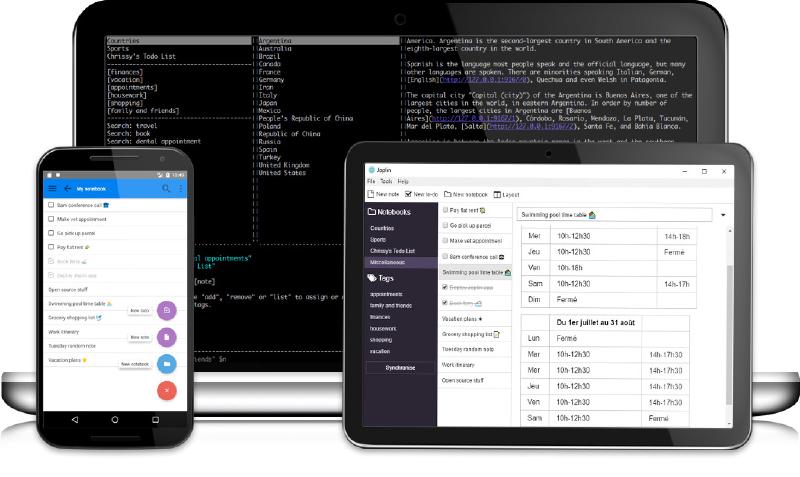 Countries
Sports
Chrissy's Todo List
[finances]
[vacation]
[appointments]
[housework]
[shopping]
[family and friends]
Search: travel
Search: book
Search: dental appointment
Argentina
Australia
Brazil
Canada
France
Germany
Iran
Italy
Japan
Mexico
People's Republic of China
Poland
Republic of China
Russia
Spain
Turkey
United Kingdom
United States
America. Argentina is the second-largest country in South America and the
eighth-largest country in the world.
Spanish is the language most people speak and the official language, but many
other languages are spoken. There are minorities speaking Italian, German,
[English](http://127.0.0.1:9167/1), Quechua and even Welsh in Patagonia.
The capital city "Capital (city)") of the Argentina is Buenos Aires, one of the
largest cities in the world, in eastern Argentina. In order by number of
people, the largest cities in Argentina are [Buenos
Aires](http://127.0.0.1:9167/1), Córdoba, Rosario, Mendoza, La Plata, Tucumán,
Mar del Plata, [Salta](http://127.0.0.1:9167/2), Santa Fe, and Bahia Blanca.
appointments"
List"
[note]
"add", "remove" or "list" to assign or
tags.
ends" $n
My notebook
8am conference call
Make vet appointment
Go pick up parcel
Pay flat rent
Book ferry
Deploy Joplin app
Open source stuff
Swimming pool time table
Grocery shopping list
Work itinerary
Tuesday random note
Vacation plans
New to-do
New note
New notebook
Joplin
File Tools Help
New note New to-do New notebook Layout
Notebooks
Countries
Sports
Chrissy's Todo List
Miscellaneous
Tags
appointments
family and friends
finances
housework
shopping
vacation
Synchronise
Pay flat rent
Go pick up parcel
Make vet appointment
8am conference call
Swimming pool time table
Deploy Joplin app
Book ferry
Vacation plans
Grocery shopping list
Tuesday random note
Work itinerary
Open source stuff
Swimming pool time table
Mer 10h-12h30 14h-18h
Jeu 10h-12h30 Fermé
Ven 10h-18h
Sam 10h-12h30 14h-17h
Dim Fermé
Du 1er juillet au 31 août
Lun Fermé
Mar 10h-12h30 14h-17h30
Mer 10h-12h30 14h-17h30
Jeu 10h-12h30 14h-17h30
Ven 10h-12h30 14h-17h30
Sam 10h-12h30 Fermé